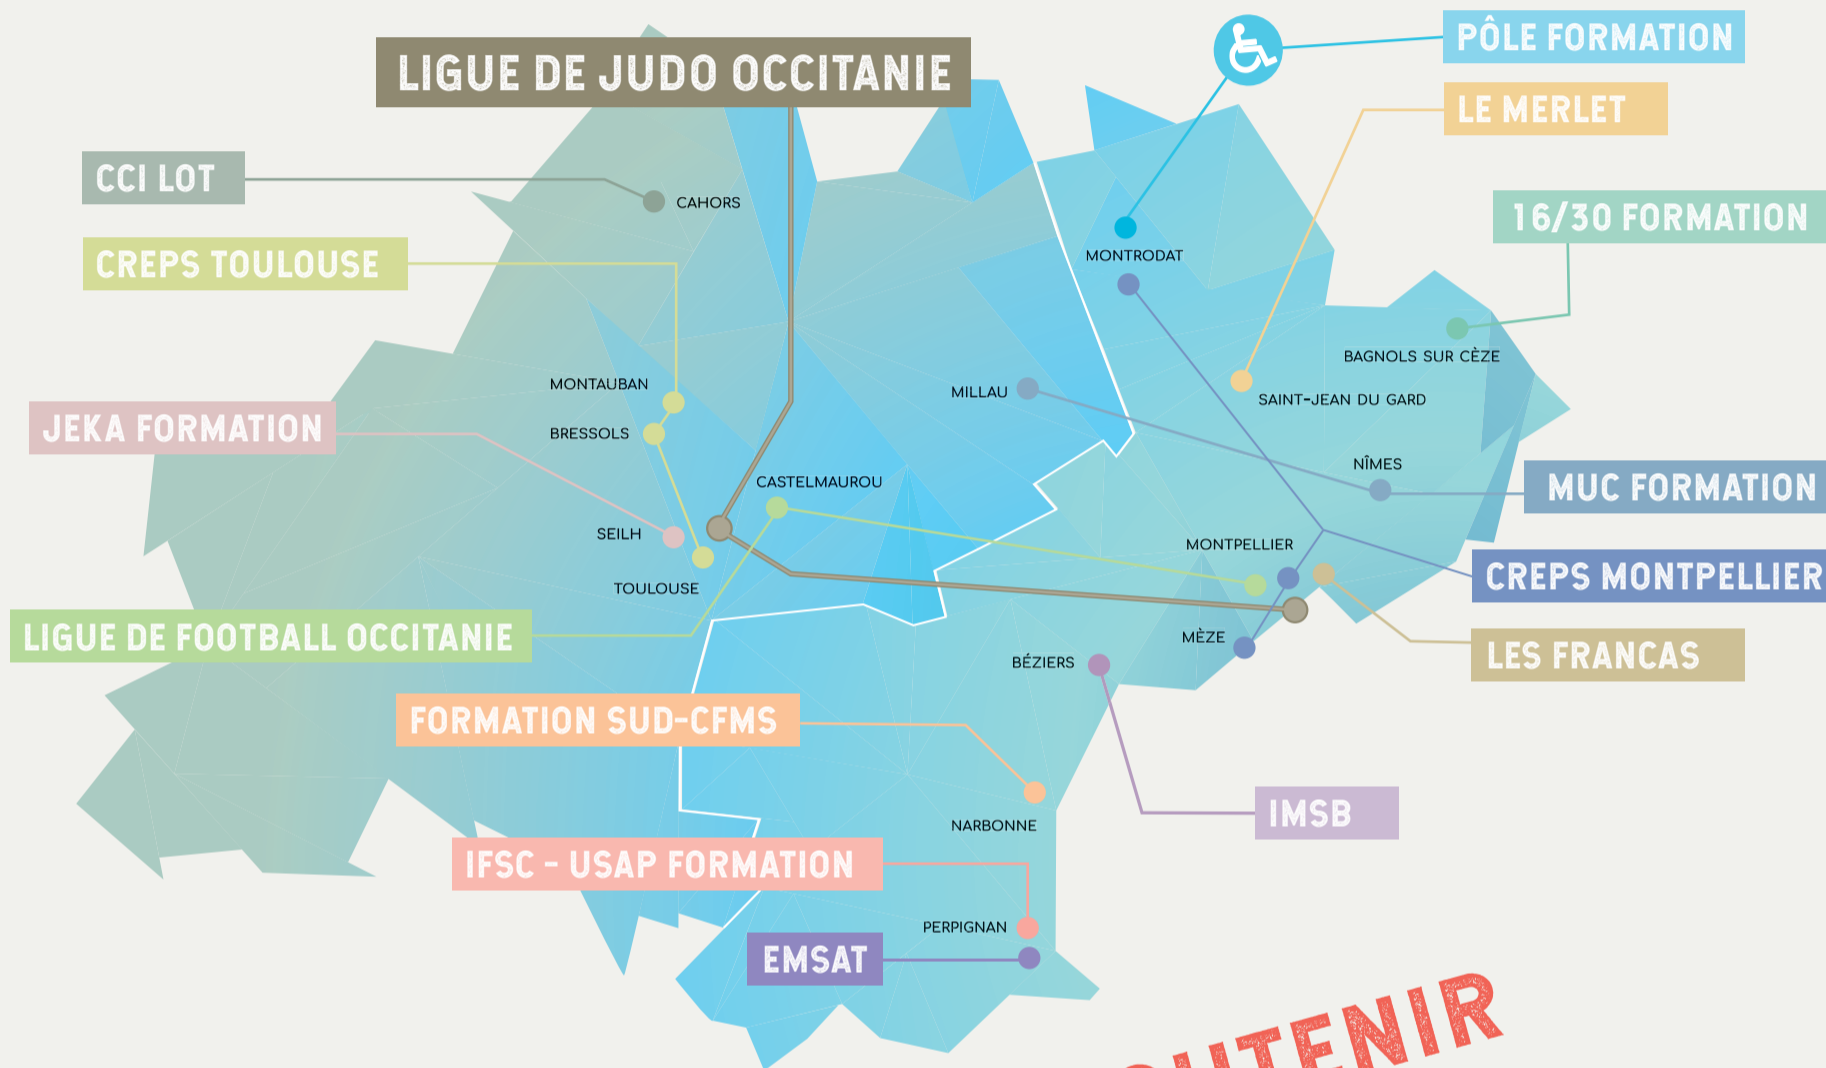 LIGUE DE JUDO OCCITANIE
PÔLE FORMATION
LE MERLET
CCI LOT
CAHORS
16/30 FORMATION
CREPS TOULOUSE
MONTRODAT
BAGNOLS SUR CÈZE
MONTAUBAN
MILLAU
SAINT-JEAN DU GARD
JEKA FORMATION
BRESSOLS
NÎMES
CASTELMAUROU
MUC FORMATION
SEILH
MONTPELLIER
TOULOUSE
CREPS MONTPELLIER
LIGUE DE FOOTBALL OCCITANIE
MÈZE
BÉZIERS
LES FRANCAS
FORMATION SUD-CFMS
NARBONNE
IMSB
IFSC - USAP FORMATION
PERPIGNAN
EMSAT